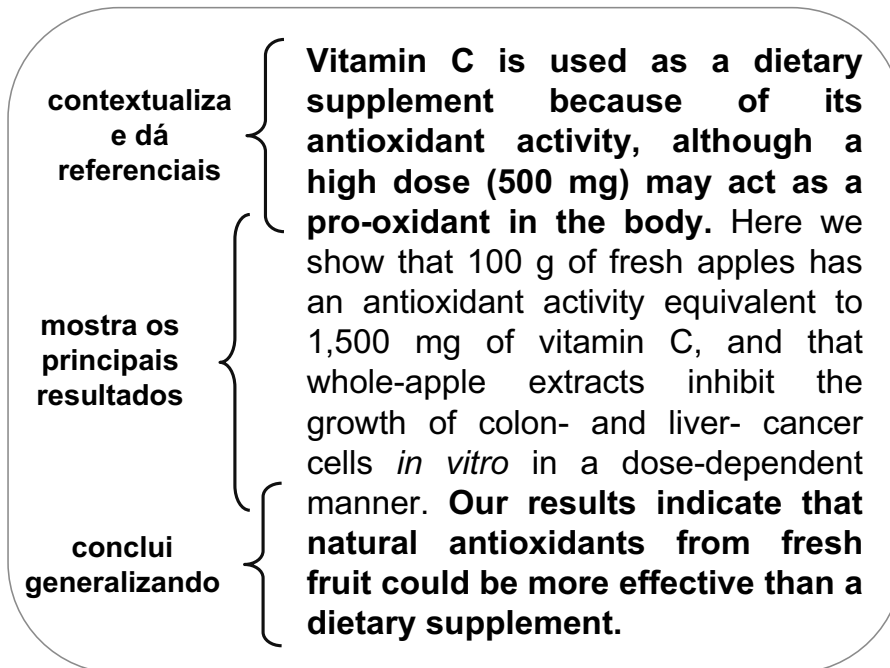 contextualiza
e dá
referenciais
Vitamin C is used as a dietary
supplement because of its
antioxidant activity, although a
high dose (500 mg) may act as a
pro-oxidant in the body. Here we
show that 100 g of fresh apples has
an antioxidant activity equivalent to
1,500 mg of vitamin C, and that
whole-apple extracts inhibit the
growth of colon- and liver- cancer
cells in vitro in a dose-dependent
manner. Our results indicate that
natural antioxidants from fresh
fruit could be more effective than a
dietary supplement.
mostra os
principais
resultados
conclui
generalizando